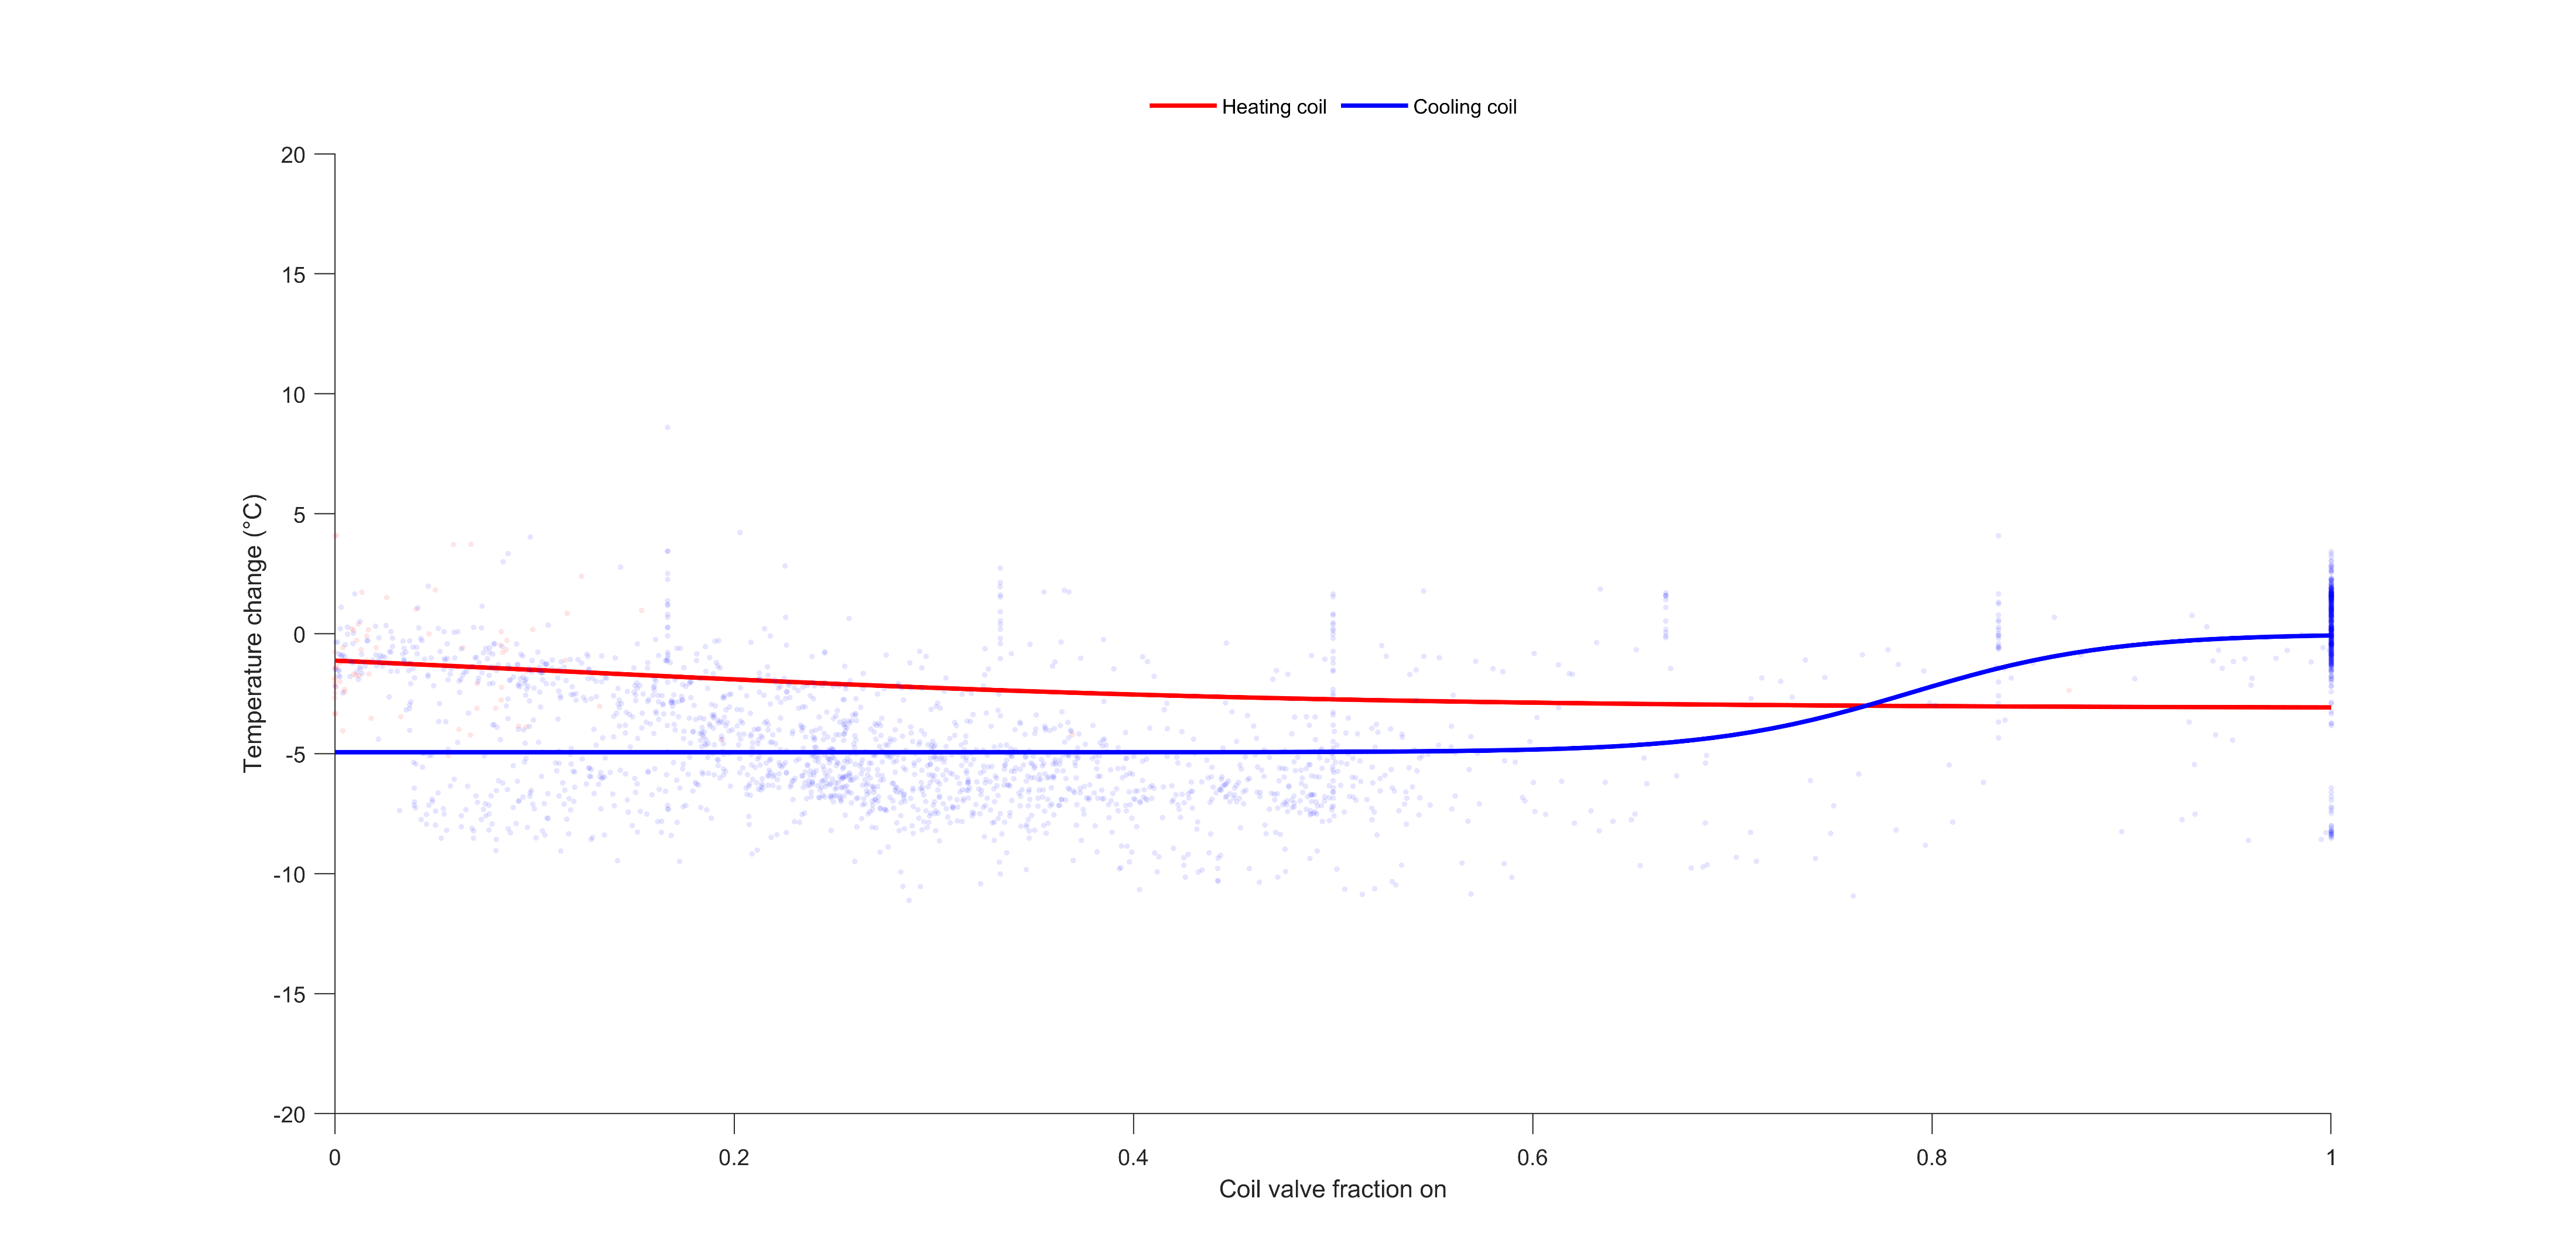 Heating coil Cooling coil
20
15
10
5
0
-5
-10
-15
-20
Temperature change (°C)
0 0.2 0.4 0.6 0.8 1
Coil valve fraction on